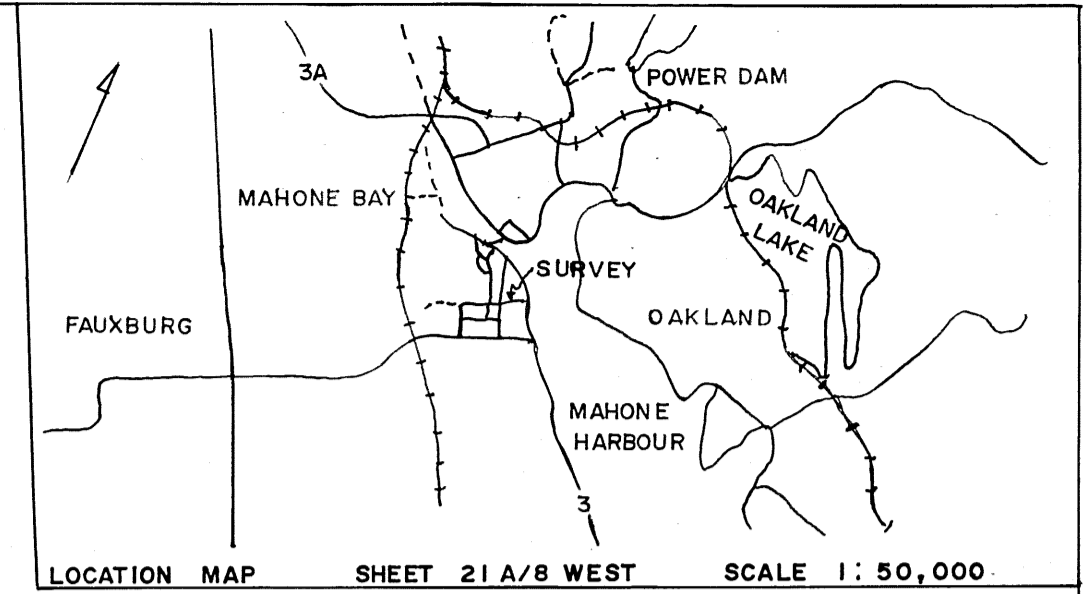 3A
POWER DAM
MAHONE BAY
OAKLAND
LAKE
SURVEY
FAUXBURG
OAKLAND
MAHONE
HARBOUR
3
LOCATION MAP SHEET 21 A/8 WEST SCALE 1:50,000